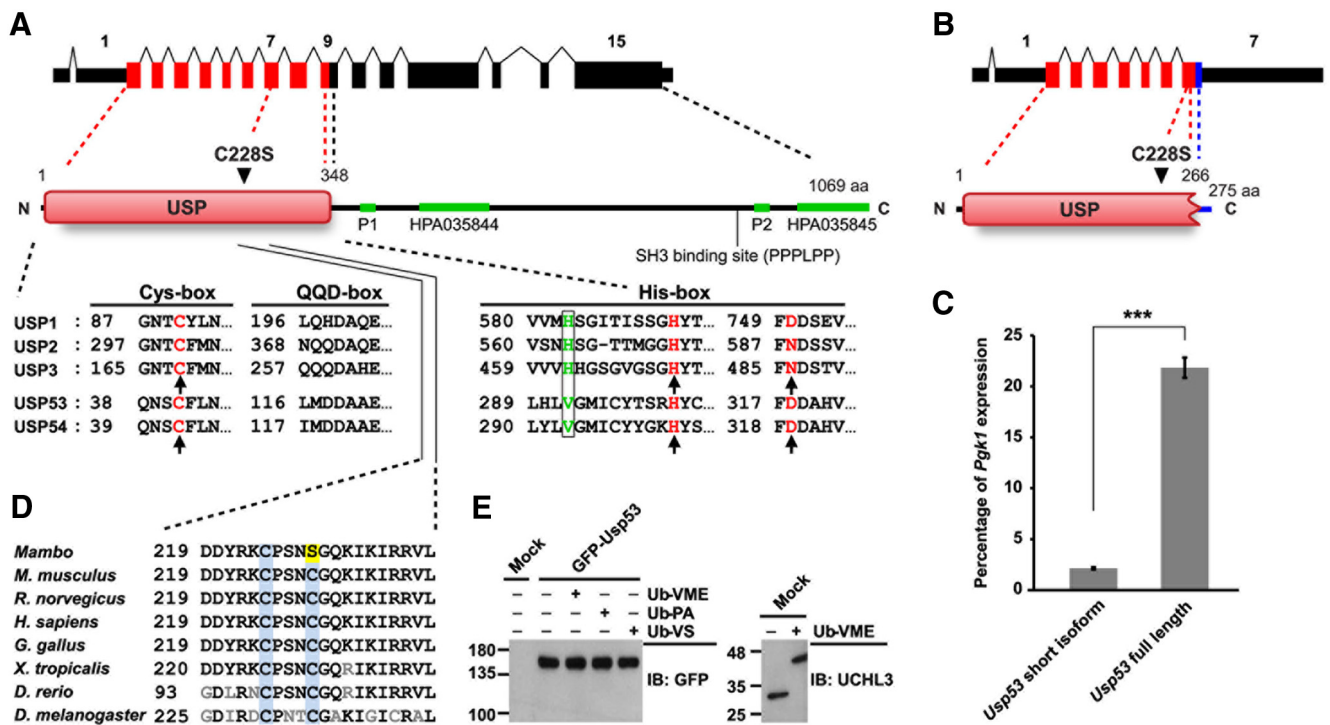 A
1 7 9 15
C228S
1 348 1069 aa
N USP C
P1 HPA035844 P2 HPA035845
SH3 binding site (PPPLPP)
Cys-box QQD-box His-box
USP1 : 87 GNTCYLN... 196 LQHDAQE... 580 VVMHSGITISSGHYT... 749 FDDSEV...
USP2 : 297 GNTCFMN... 368 NQQDAQE... 560 VSNHSG-TTMGGHYT... 587 FNDSSV...
USP3 : 165 GNTCFMN... 257 QQQDAHE... 459 VVVHHGSGVGSGHYT... 485 FNDSTV...
USP53 : 38 QNSCFLN... 116 LMDDAAE... 289 LHLVGMICYTSRHYC... 317 FDDAHV...
USP54 : 39 QNSCFLN... 117 IMDDAAE... 290 LYLVGMICYYGKHYS... 318 FDDAHV...
B
1 7
C228S
1 266
275 aa
N USP C
C
Percentage of Pgk1 expression
25
20
15
10
5
0
***
Usp53 short isoform
Usp53 full length
D
Mambo 219 DDYRKCPSNSGQKIKIRRVL
M. musculus 219 DDYRKCPSNCGQKIKIRRVL
R. norvegicus 219 DDYRKCPSNCGQKIKIRRVL
H. sapiens 219 DDYRKCPSNCGQKIKIRRVL
G. gallus 219 DDYRKCPSNCGQKIKIRRVL
X. tropicalis 220 DDYRKCPSNCGQRIKIRRVL
D. rerio 93 GDLRNCPSNCGQRIKIRRVL
D. melanogaster 225 GDIRDCPNTCGAKIGICRAL
E
Mock GFP-Usp53
– – + – – Ub-VME
– – – + – Ub-PA
– – – – + Ub-VS
180
135
100
IB: GFP
Mock
– + Ub-VME
48
35
25
IB: UCHL3